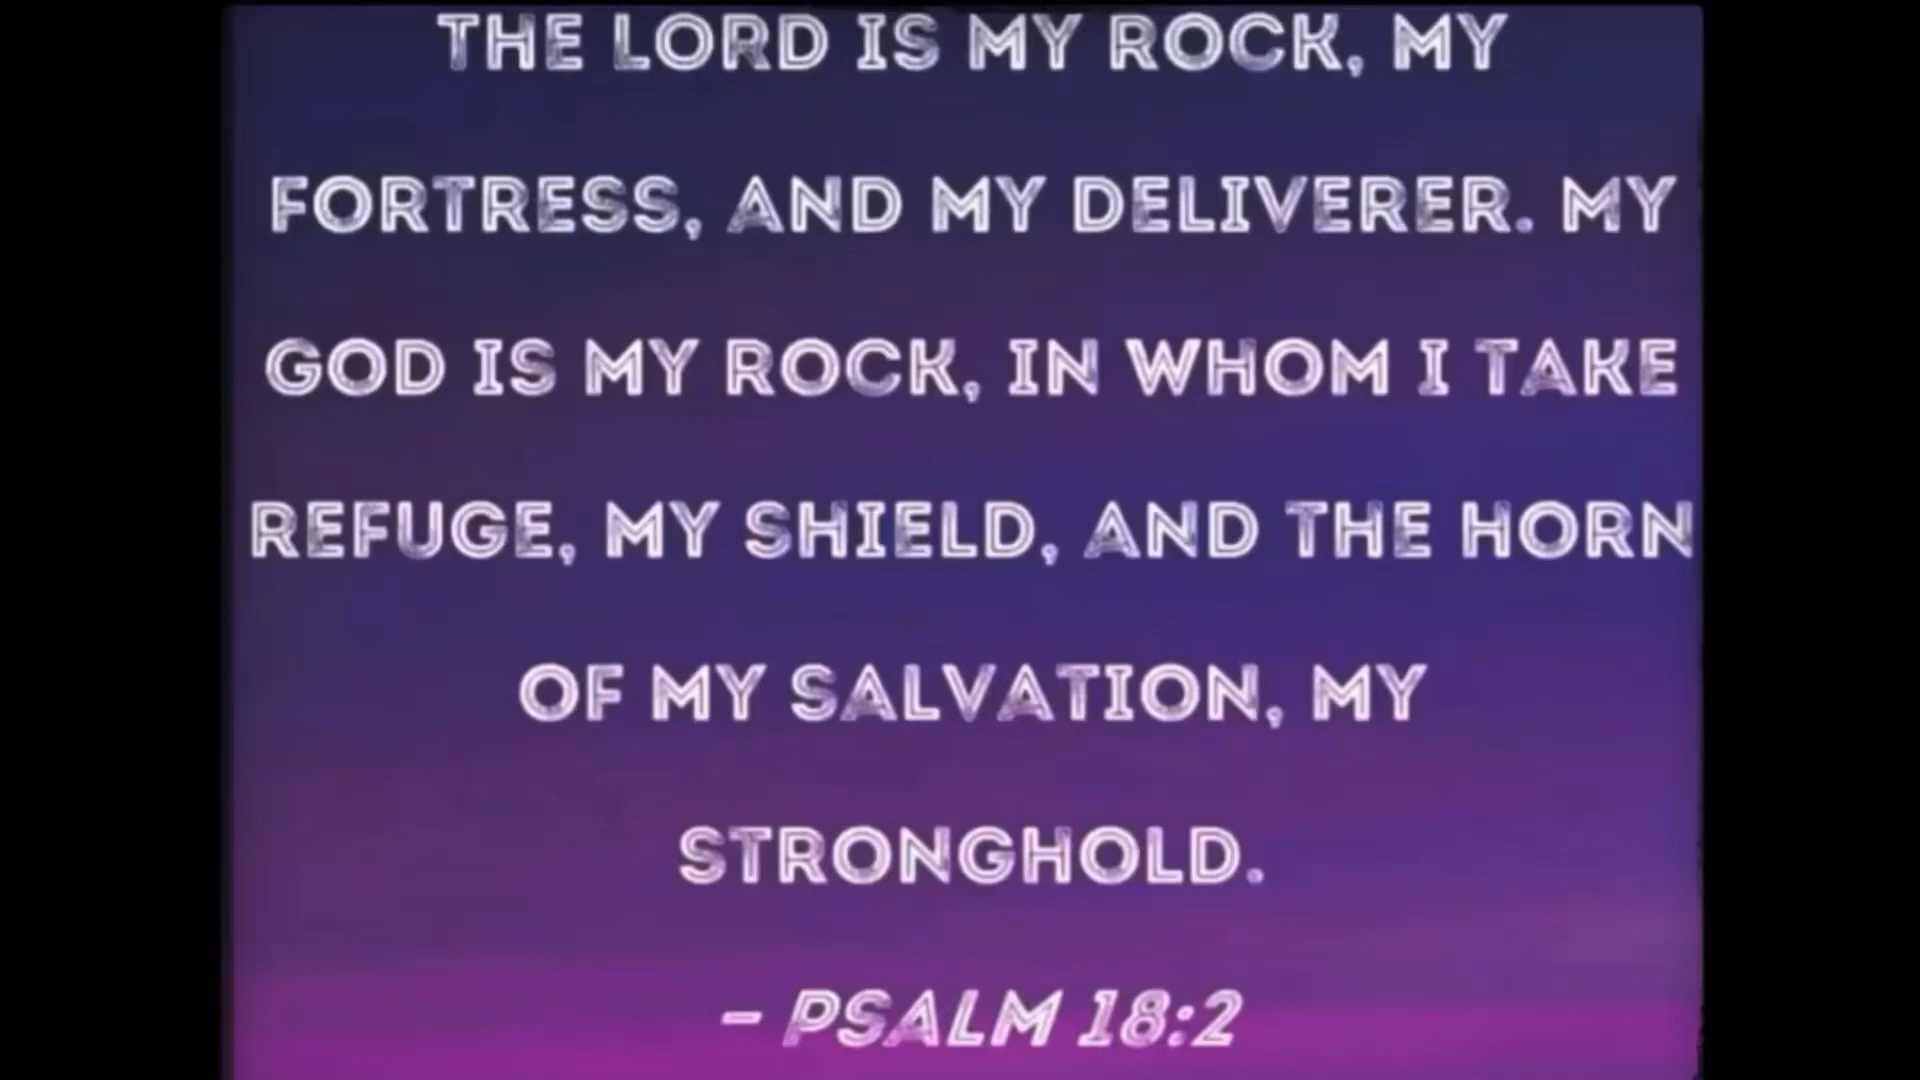 THE LORD IS MY ROCK, MY
FORTRESS, AND MY DELIVERER. MY
GOD IS MY ROCK, IN WHOM I TAKE
REFUGE, MY SHIELD, AND THE HORN
OF MY SALVATION, MY
STRONGHOLD.
– PSALM 18:2